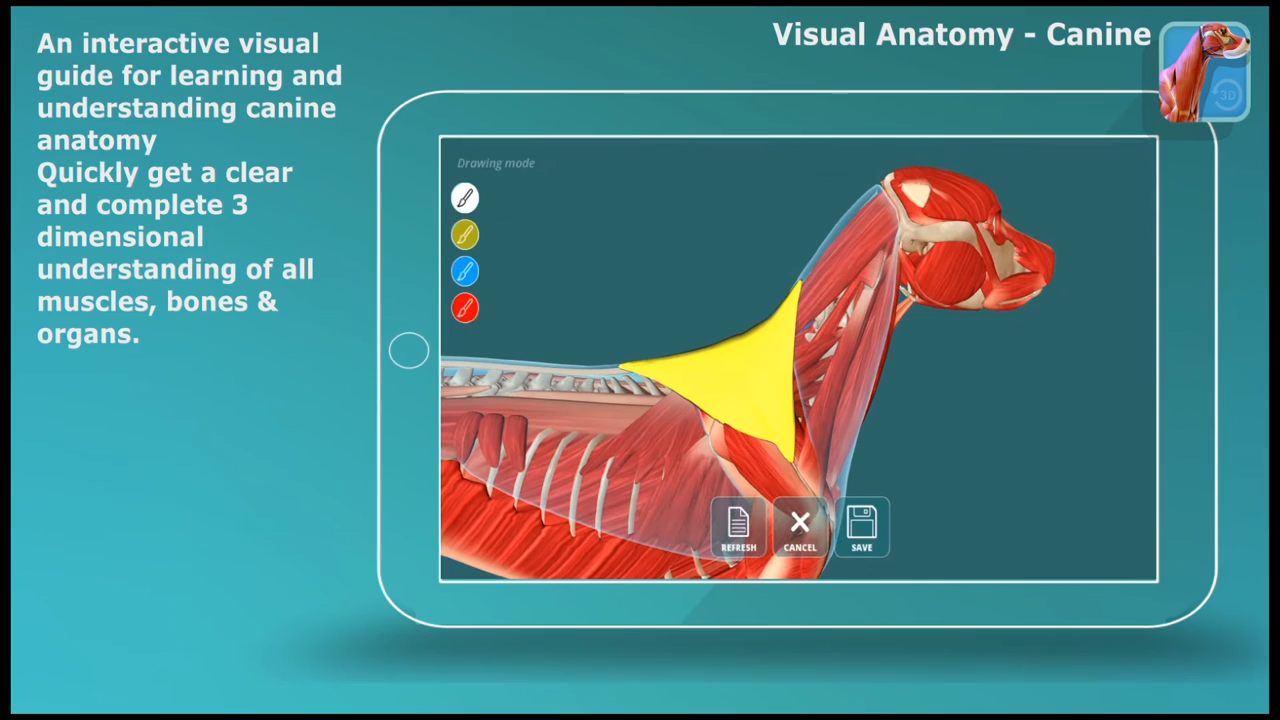 Visual Anatomy - Canine
An interactive visual
guide for learning and
understanding canine
anatomy
Quickly get a clear
and complete 3
dimensional
understanding of all
muscles, bones &
organs.
3D
Drawing mode
REFRESH
CANCEL
SAVE